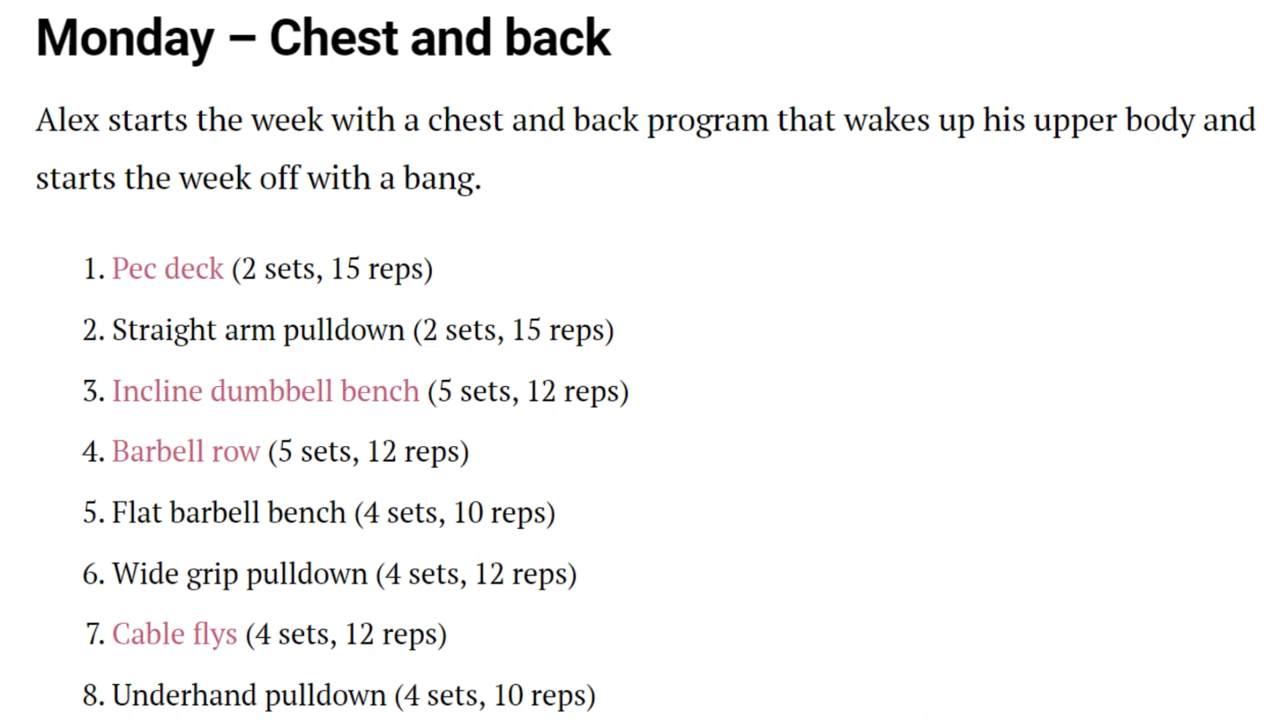 Monday – Chest and back
Alex starts the week with a chest and back program that wakes up his upper body and
starts the week off with a bang.
1. Pec deck (2 sets, 15 reps)
2. Straight arm pulldown (2 sets, 15 reps)
3. Incline dumbbell bench (5 sets, 12 reps)
4. Barbell row (5 sets, 12 reps)
5. Flat barbell bench (4 sets, 10 reps)
6. Wide grip pulldown (4 sets, 12 reps)
7. Cable flys (4 sets, 12 reps)
8. Underhand pulldown (4 sets, 10 reps)